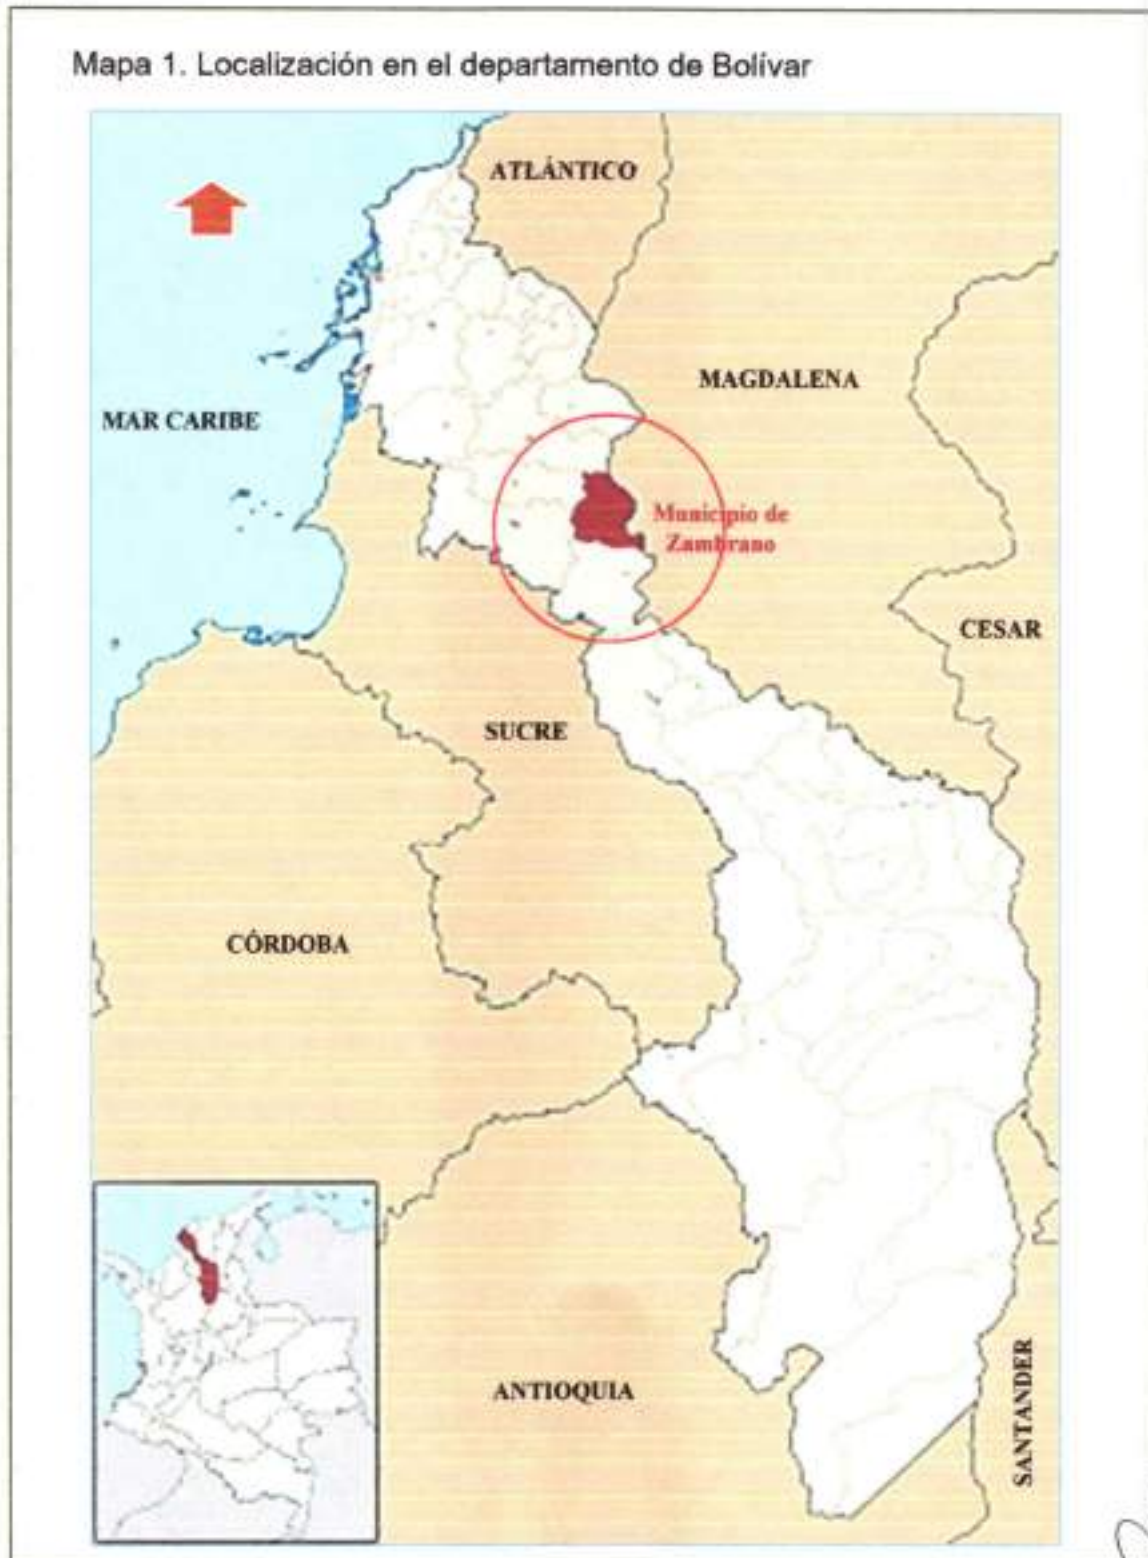 Mapa 1. Localización en el departamento de Bolívar
ATLÁNTICO
MAGDALENA
MAR CARIBE
Municipio de
Zambrano
CESAR
SUCRE
CÓRDOBA
ANTIOQUIA
SANTANDER